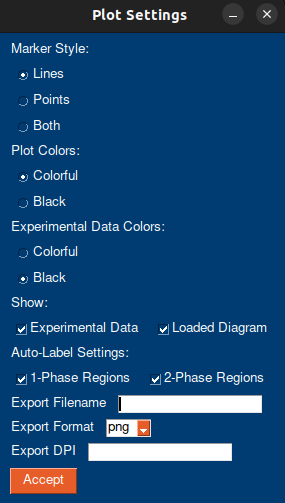 Plot Settings
Marker Style:
Lines
Points
Both
Plot Colors:
Colorful
Black
Experimental Data Colors:
Colorful
Black
Show:
Experimental Data Loaded Diagram
Auto-Label Settings:
1-Phase Regions 2-Phase Regions
Export Filename
Export Format png
Export DPI
Accept